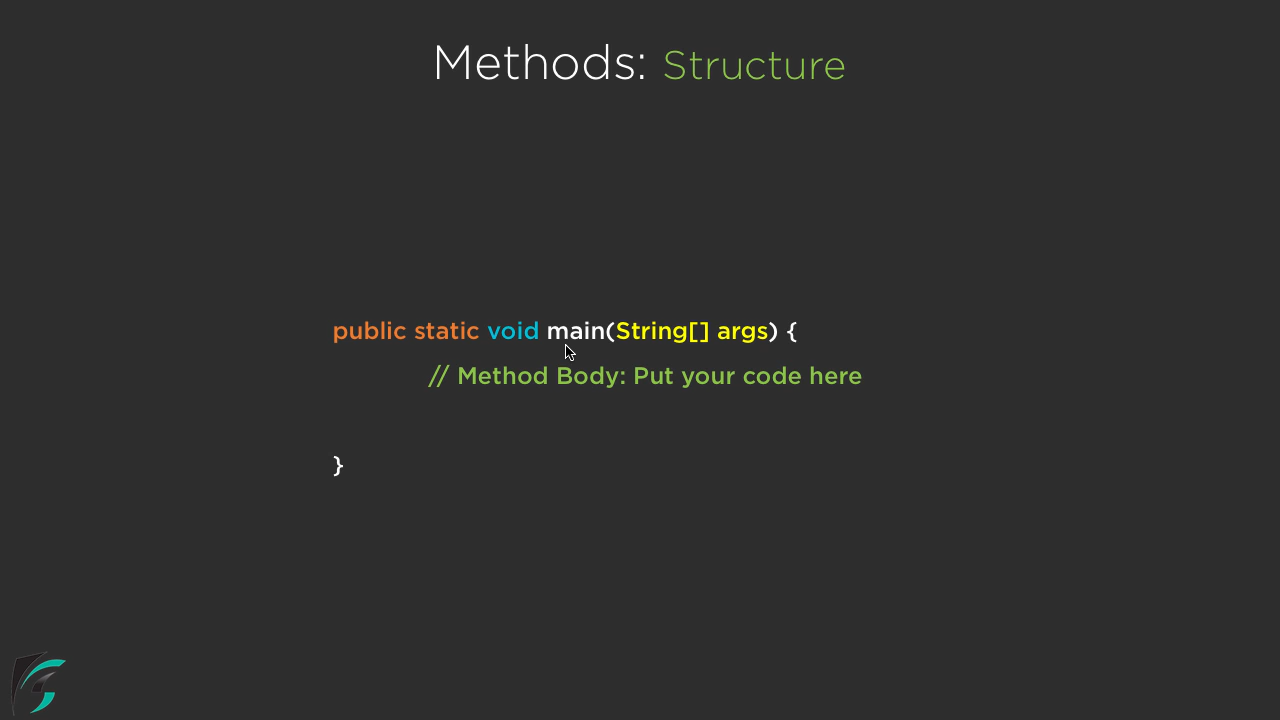 Methods: Structure
public static void main(String[] args) {
// Method Body: Put your code here
}